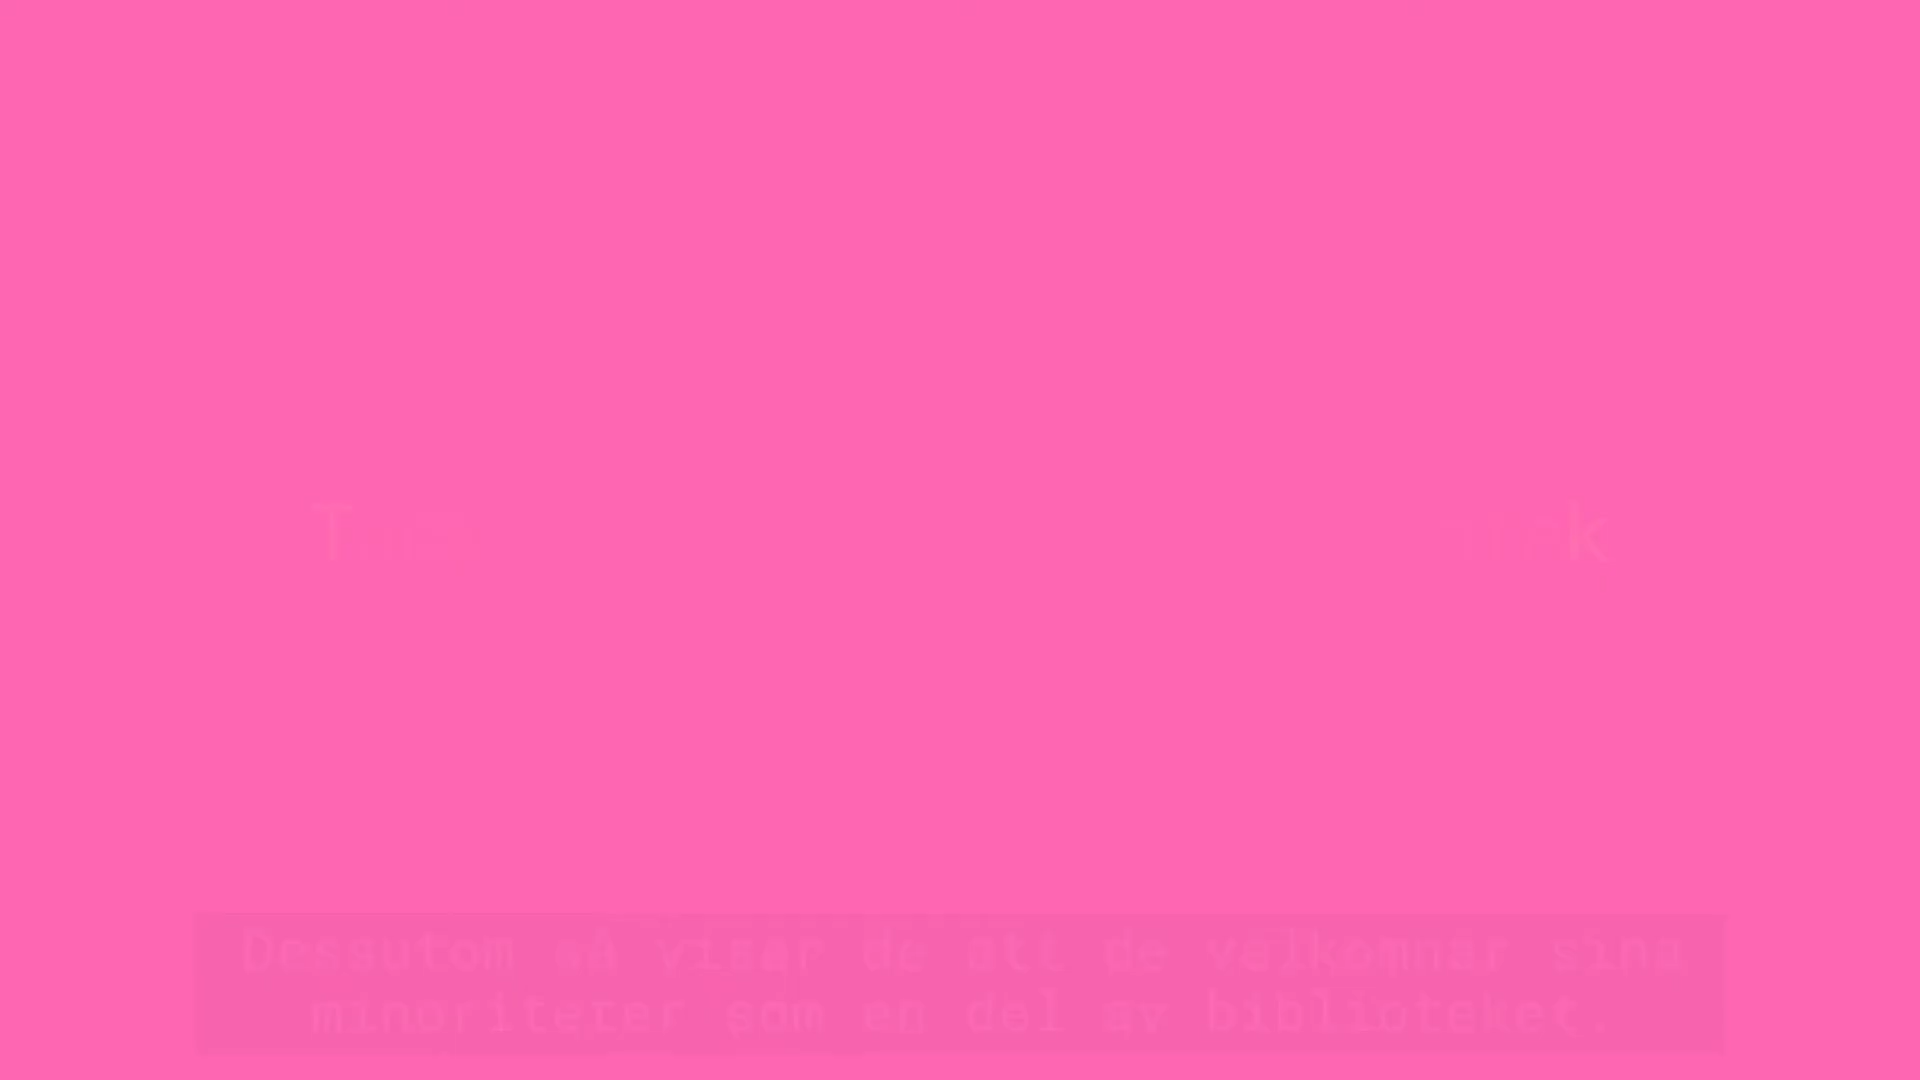 Dessutom så visar de att de välkomnar sina
minoriteter som en del av biblioteket.